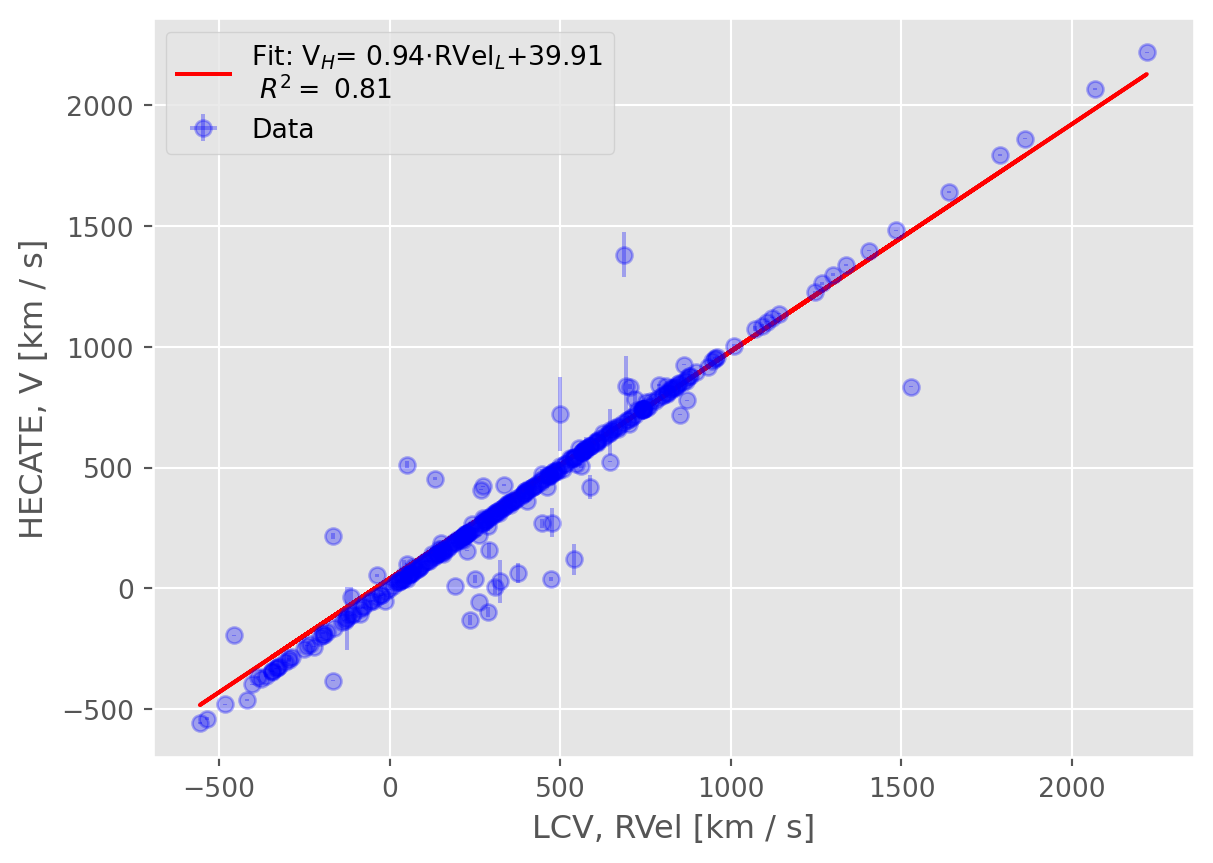 Fit: V_H= 0.94·RVel_L+39.91
R² = 0.81
Data
HECATE, V [km / s]
2000
1500
1000
500
0
−500
−500 0 500 1000 1500 2000
LCV, RVel [km / s]